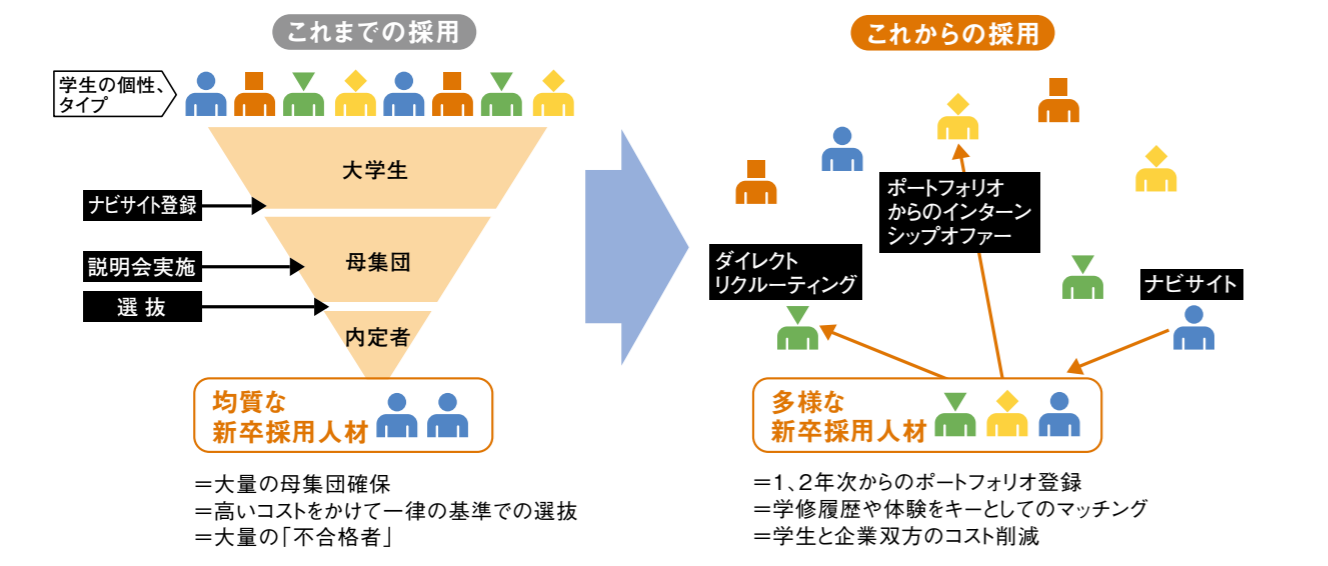 これまでの採用
学生の個性、
タイプ
大学生
ナビサイト登録
母集団
説明会実施
選 抜
内定者
均質な
新卒採用人材
＝大量の母集団確保
＝高いコストをかけて一律の基準での選抜
＝大量の「不合格者」
これからの採用
ポートフォリオ
からのインターン
シップオファー
ダイレクト
リクルーティング
ナビサイト
多様な
新卒採用人材
＝1、2年次からのポートフォリオ登録
＝学修履歴や体験をキーとしてのマッチング
＝学生と企業双方のコスト削減